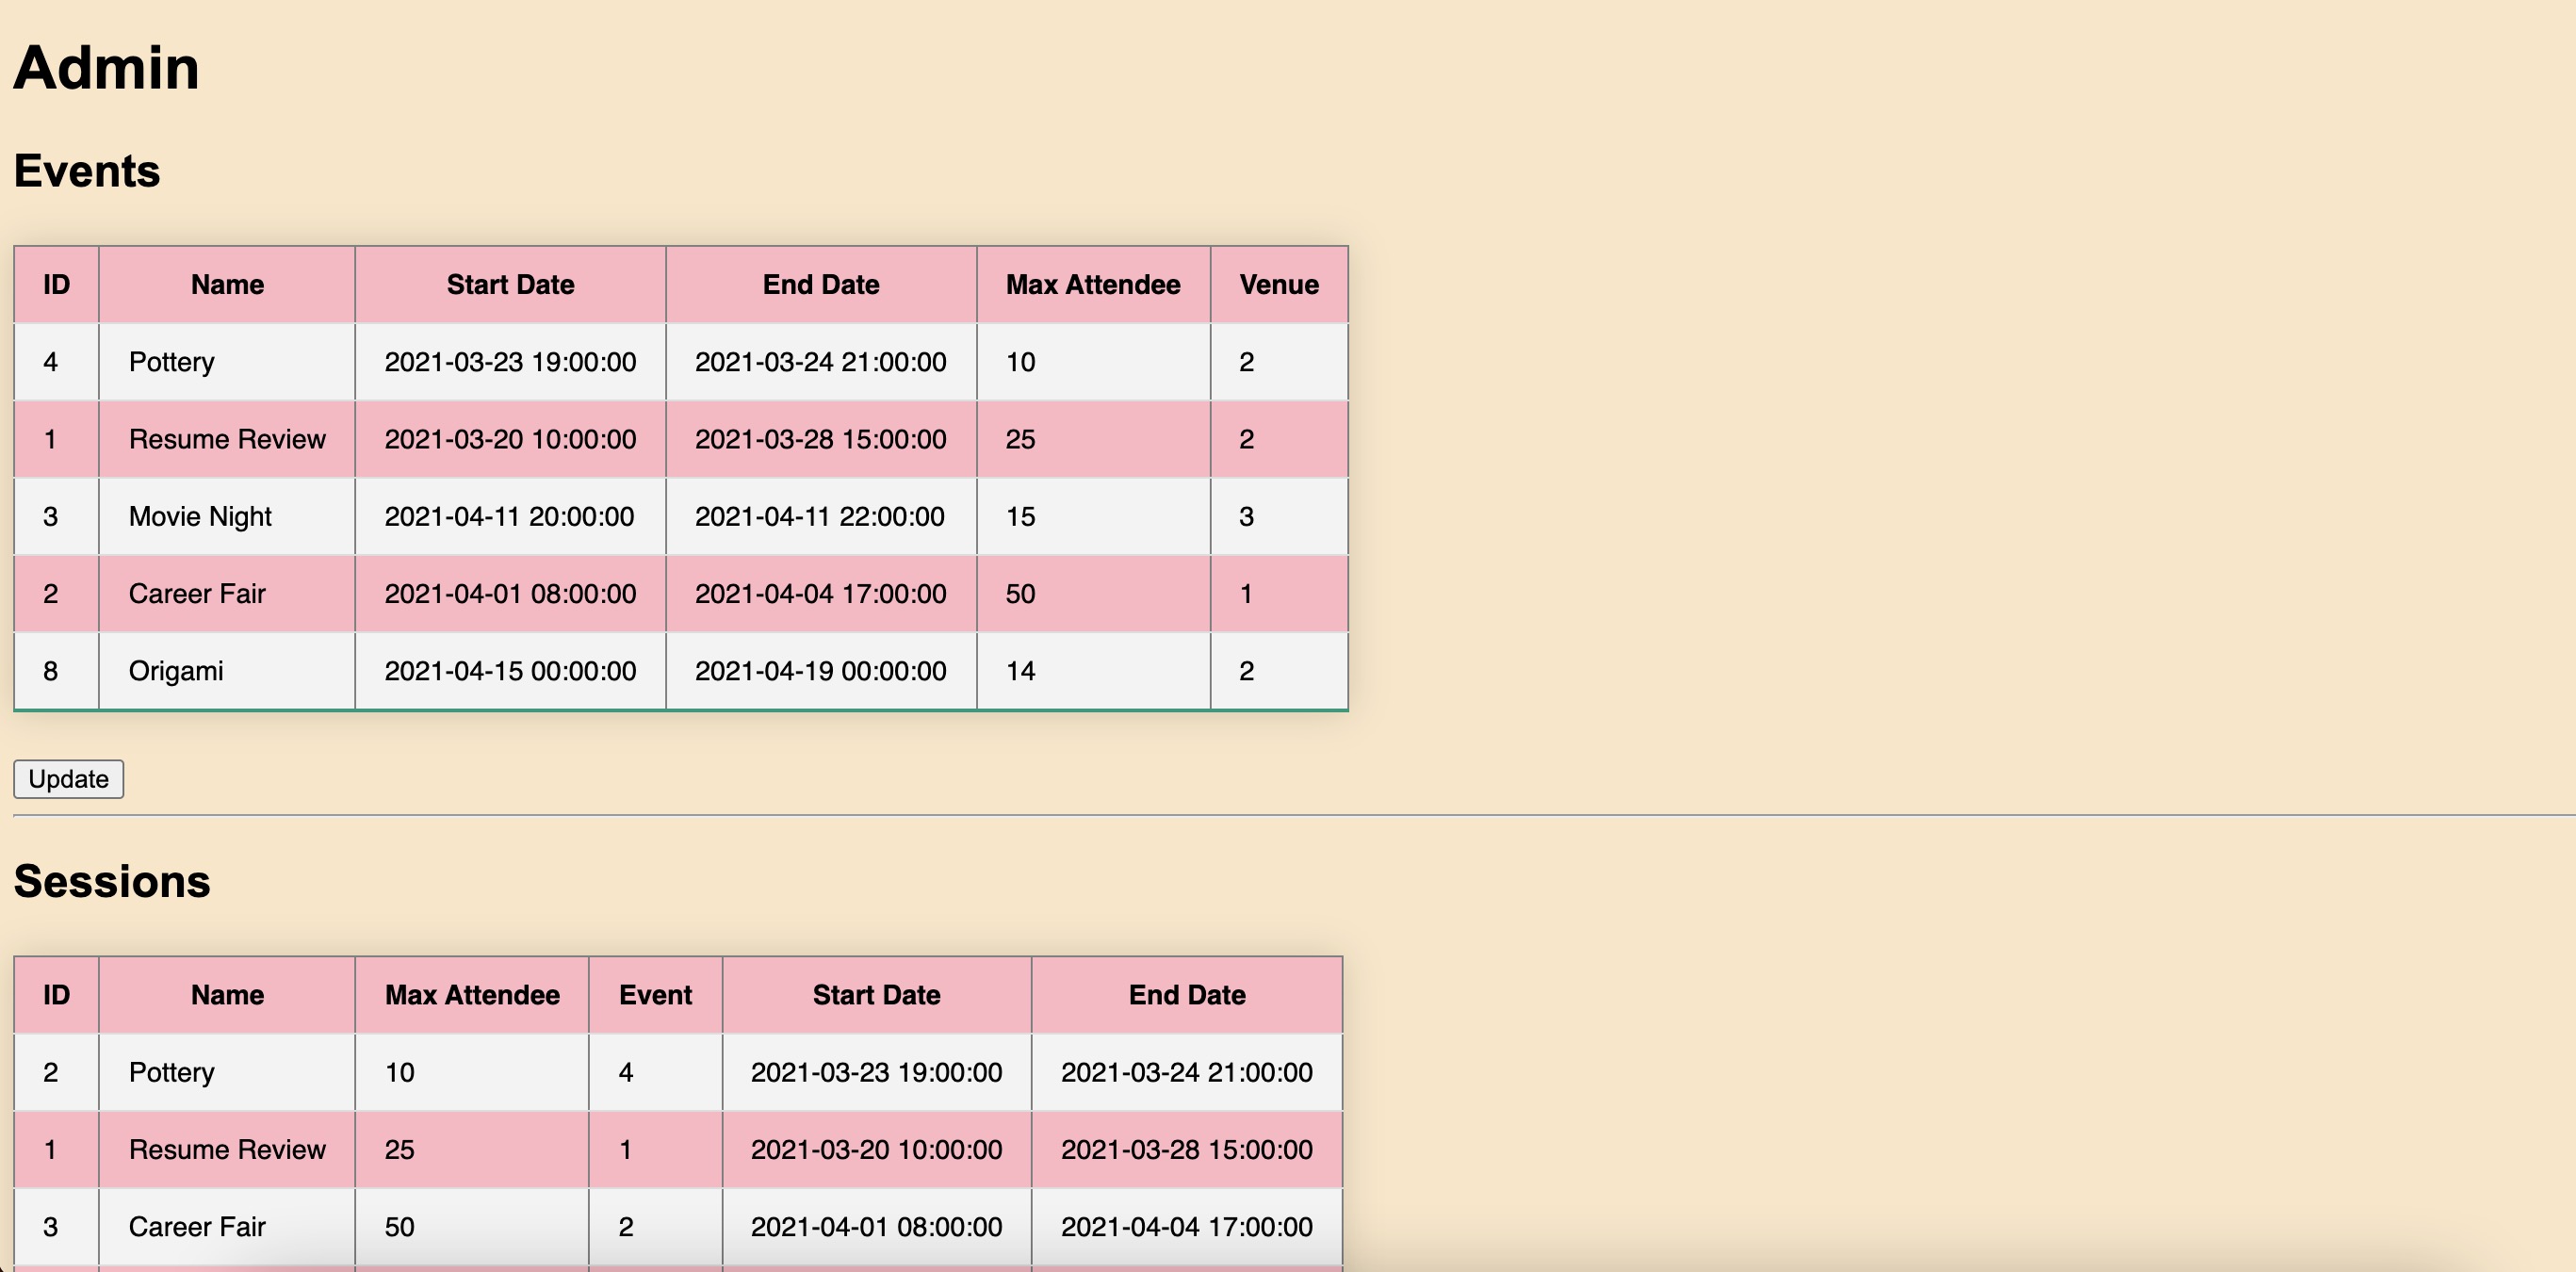 Admin
Events
ID Name Start Date End Date Max Attendee Venue
4 Pottery 2021-03-23 19:00:00 2021-03-24 21:00:00 10 2
1 Resume Review 2021-03-20 10:00:00 2021-03-28 15:00:00 25 2
3 Movie Night 2021-04-11 20:00:00 2021-04-11 22:00:00 15 3
2 Career Fair 2021-04-01 08:00:00 2021-04-04 17:00:00 50 1
8 Origami 2021-04-15 00:00:00 2021-04-19 00:00:00 14 2
Update
Sessions
ID Name Max Attendee Event Start Date End Date
2 Pottery 10 4 2021-03-23 19:00:00 2021-03-24 21:00:00
1 Resume Review 25 1 2021-03-20 10:00:00 2021-03-28 15:00:00
3 Career Fair 50 2 2021-04-01 08:00:00 2021-04-04 17:00:00